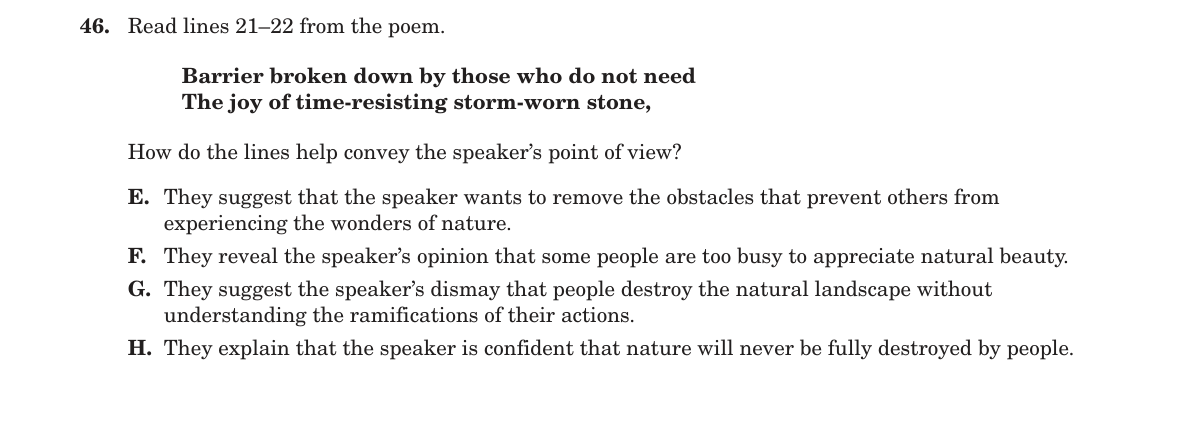 46. Read lines 21–22 from the poem.
Barrier broken down by those who do not need
The joy of time-resisting storm-worn stone,
How do the lines help convey the speaker’s point of view?
E. They suggest that the speaker wants to remove the obstacles that prevent others from
experiencing the wonders of nature.
F. They reveal the speaker’s opinion that some people are too busy to appreciate natural beauty.
G. They suggest the speaker’s dismay that people destroy the natural landscape without
understanding the ramifications of their actions.
H. They explain that the speaker is confident that nature will never be fully destroyed by people.